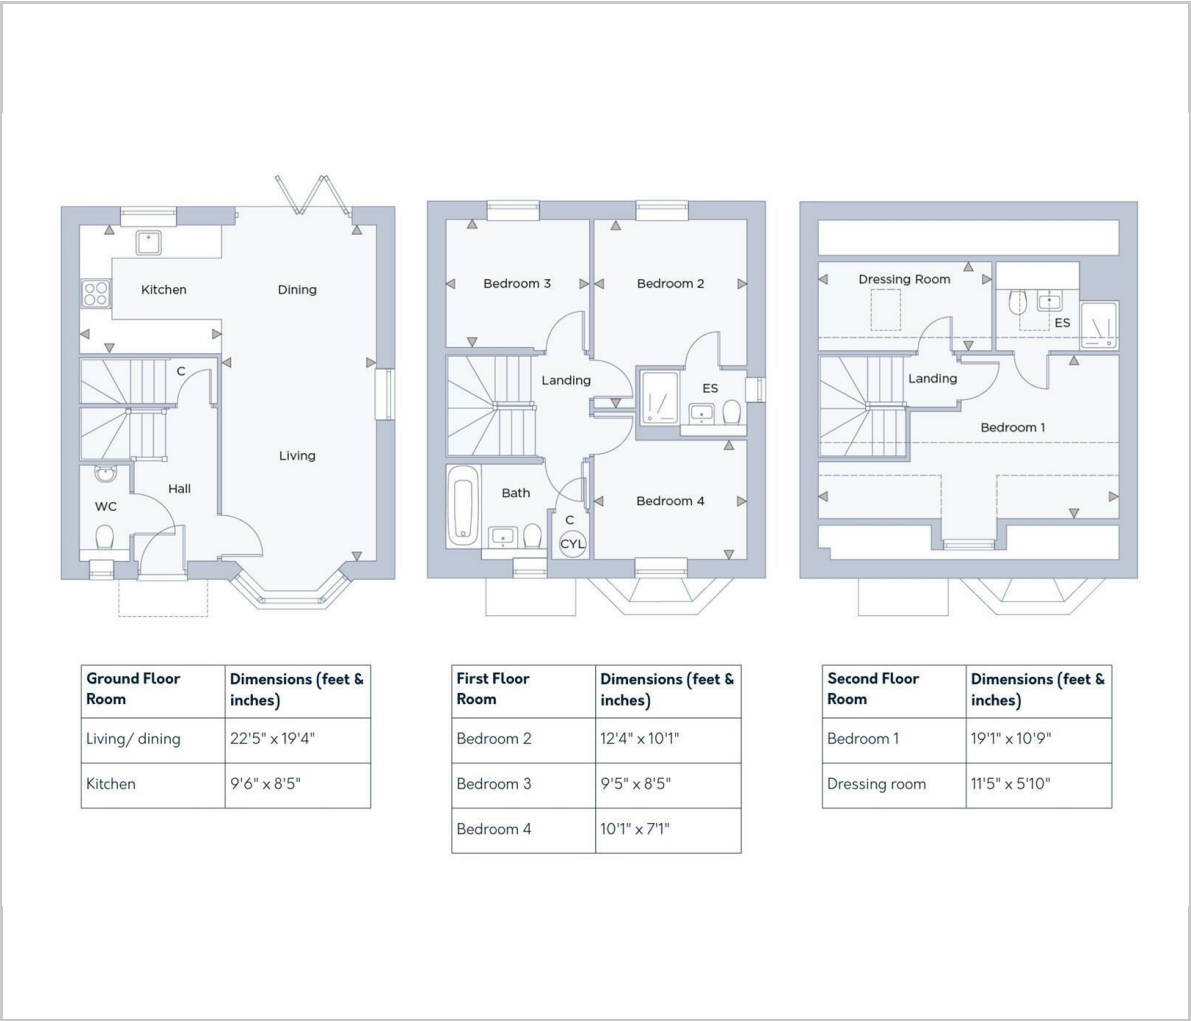 Kitchen
Dining
C
Living
Hall
WC
Bedroom 3
Bedroom 2
Landing
ES
Bath
Bedroom 4
C
CYL
Dressing Room
ES
Landing
Bedroom 1
Ground Floor Room
Dimensions (feet & inches)
Living/ dining
22'5" x 19'4"
Kitchen
9'6" x 8'5"
First Floor Room
Dimensions (feet & inches)
Bedroom 2
12'4" x 10'1"
Bedroom 3
9'5" x 8'5"
Bedroom 4
10'1" x 7'1"
Second Floor Room
Dimensions (feet & inches)
Bedroom 1
19'1" x 10'9"
Dressing room
11'5" x 5'10"